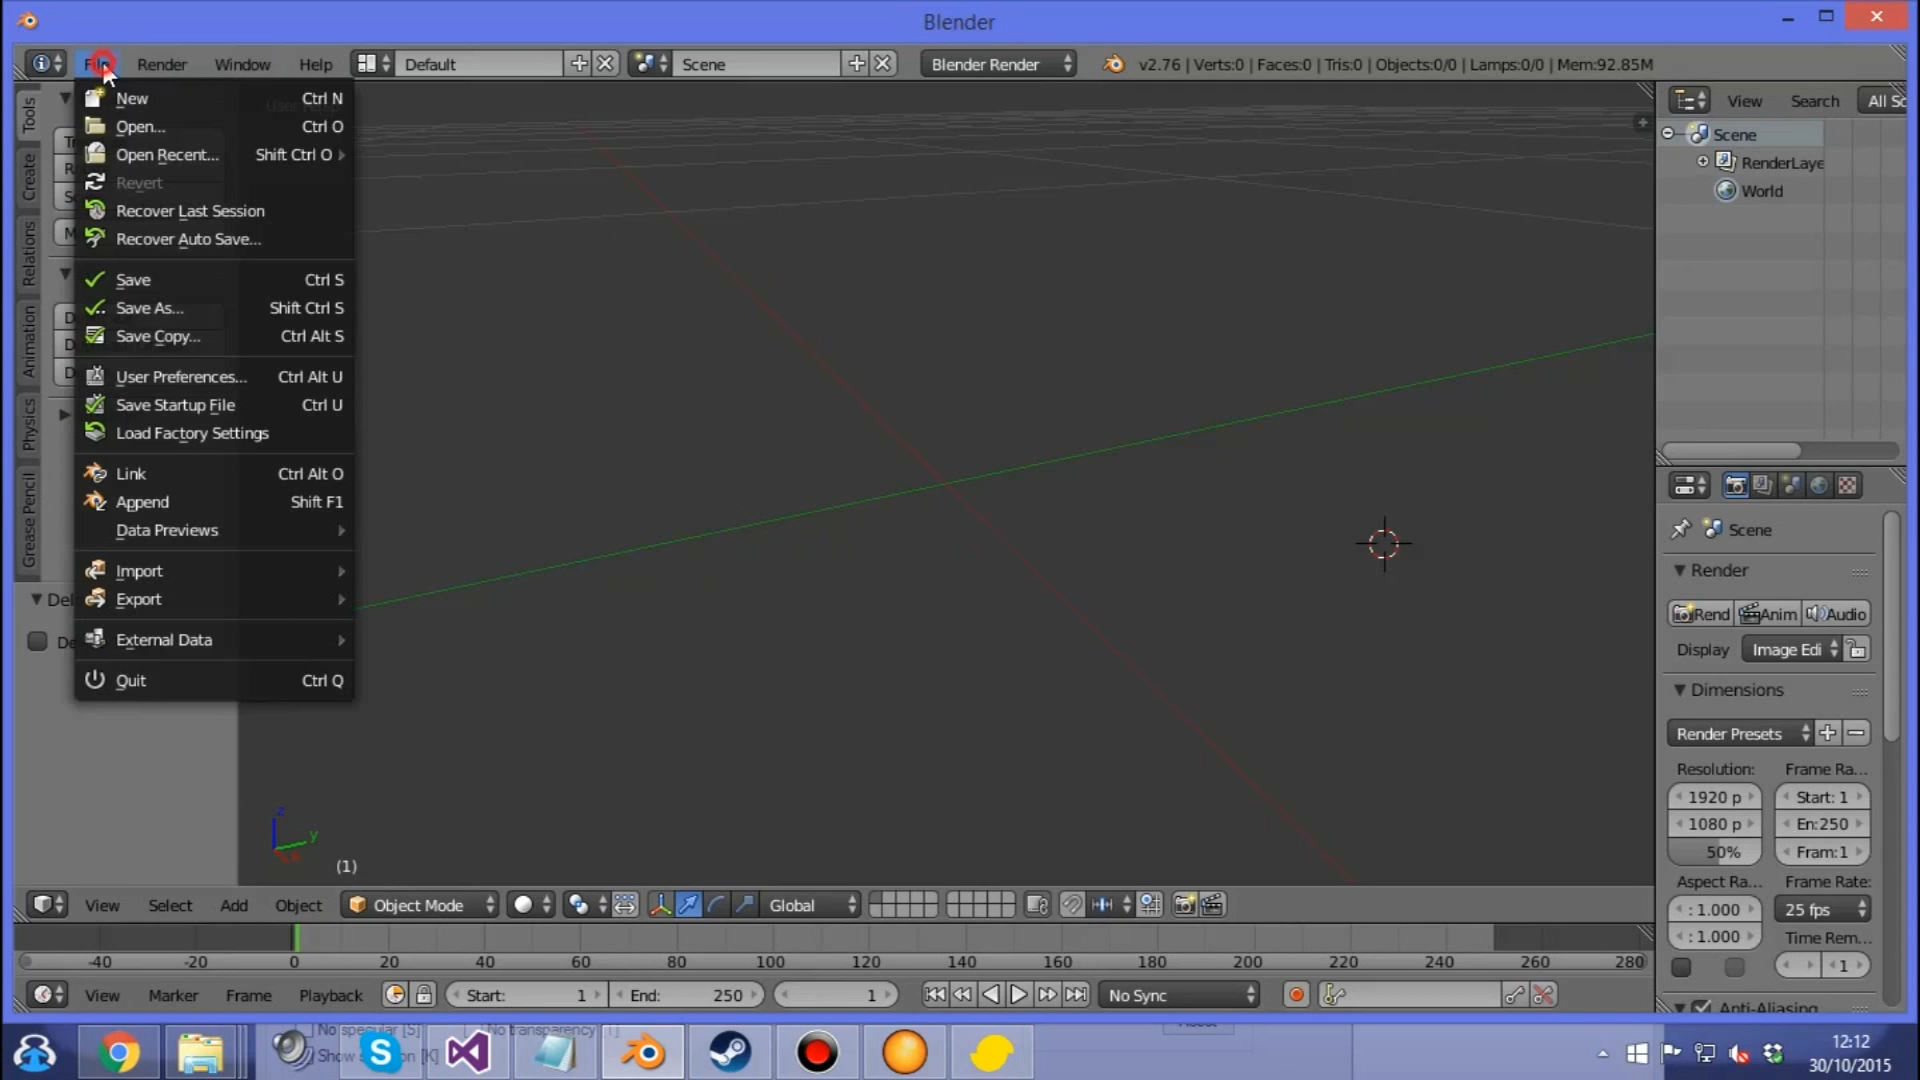 Blender
File Render Window Help Default Scene Blender Render v2.76 | Verts:0 | Faces:0 | Tris:0 | Objects:0/0 | Lamps:0/0 | Mem:92.85M
New Ctrl N
Open... Ctrl O
Open Recent... Shift Ctrl O
Revert
Recover Last Session
Recover Auto Save...
Save Ctrl S
Save As... Shift Ctrl S
Save Copy... Ctrl Alt S
User Preferences... Ctrl Alt U
Save Startup File Ctrl U
Load Factory Settings
Link Ctrl Alt O
Append Shift F1
Data Previews
Import
Export
External Data
Quit Ctrl Q
Tools
Create
Relations
Animation
Physics
Grease Pencil
View Search All Sc
Scene
RenderLaye
World
Scene
Render
Rend Anim Audio
Display Image Edi
Dimensions
Render Presets
Resolution: Frame Ra...
1920 p Start: 1
1080 p En:250
50% Fram:1
Aspect Ra... Frame Rate:
: 1.000 25 fps
: 1.000 Time Rem...
1
Anti-Aliasing
z
y
(1)
View Select Add Object Object Mode Global
-40 -20 0 20 40 60 80 100 120 140 160 180 200 220 240 260 280
View Marker Frame Playback Start: 1 End: 250 1 No Sync
No specular [S] No transparency [T]
12:12
30/10/2015